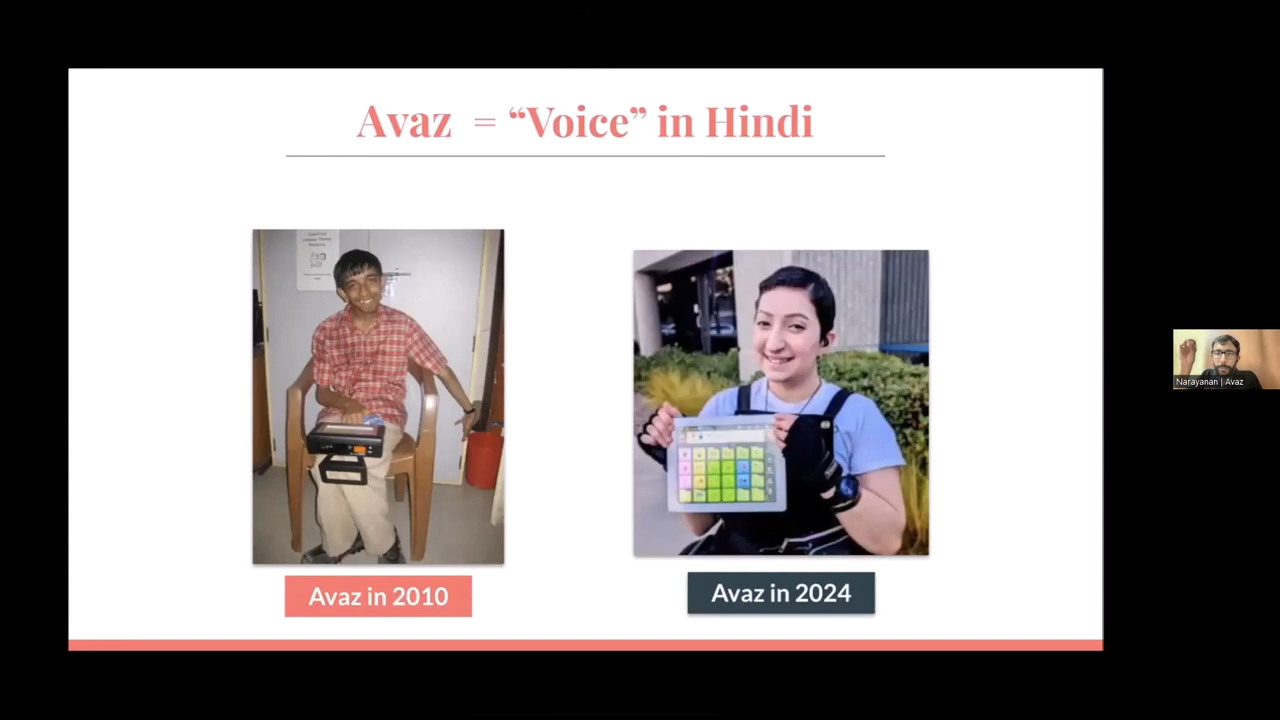 Avaz = “Voice” in Hindi
Avaz in 2010
Avaz in 2024
Narayanan | Avaz